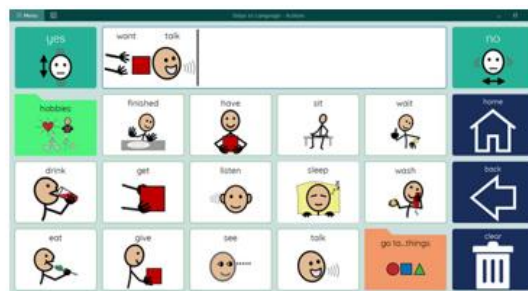 Menu
Steps to Language - Actions
yes
want talk
no
hobbies
finished
have
sit
wait
home
drink
get
listen
sleep
wash
back
eat
give
see
talk
go to...things
clear